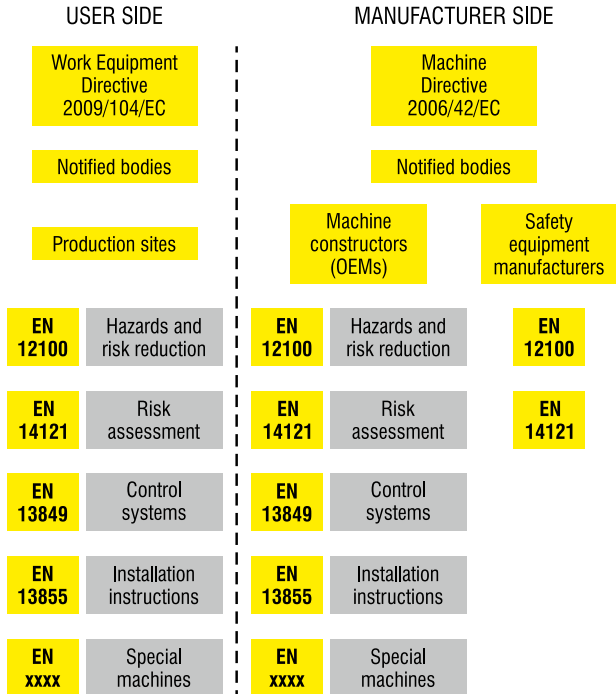 USER SIDE
Work Equipment
Directive
2009/104/EC
Notified bodies
Production sites
EN
12100
Hazards and
risk reduction
EN
14121
Risk
assessment
EN
13849
Control
systems
EN
13855
Installation
instructions
EN
xxxx
Special
machines
MANUFACTURER SIDE
Machine
Directive
2006/42/EC
Notified bodies
Machine
constructors
(OEMs)
Safety
equipment
manufacturers
EN
12100
Hazards and
risk reduction
EN
12100
EN
14121
Risk
assessment
EN
14121
EN
13849
Control
systems
EN
13855
Installation
instructions
EN
xxxx
Special
machines